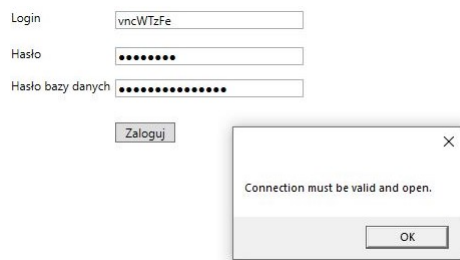 Login vncWTzFe
Hasło ●●●●●●●●
Hasło bazy danych ●●●●●●●●●●●●●●●
Zaloguj
Connection must be valid and open.
OK